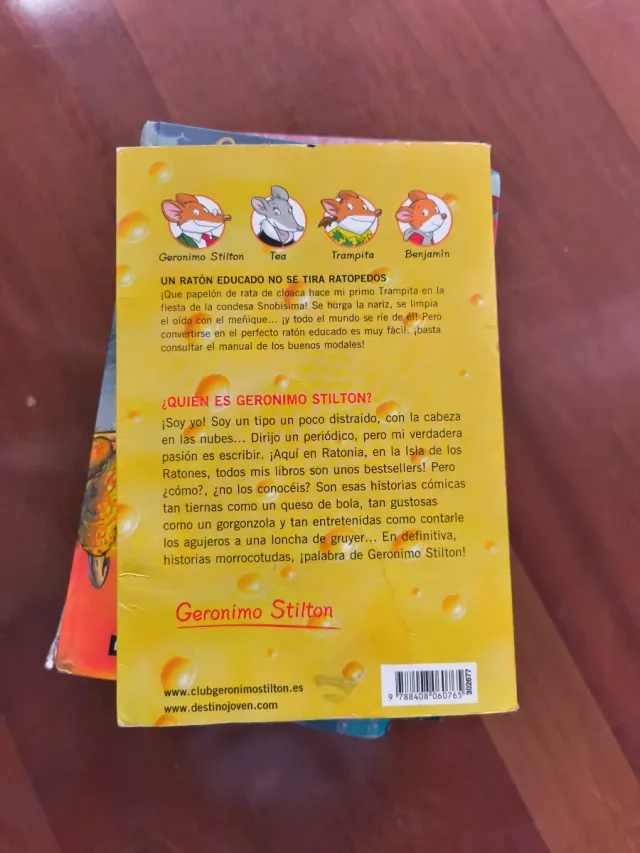 Geronimo Stilton
Tea
Trampita
Benjamín
UN RATÓN EDUCADO NO SE TIRA RATOPEDOS
¡Que papelón de rata de cloaca hace mi primo Trampita en la
fiesta de la condesa Snobísima! Se hurga la nariz, se limpia
el oído con el meñique... ¡y todo el mundo se ríe de él! Pero
convertirse en el perfecto ratón educado es muy fácil: ¡basta
consultar el manual de los buenos modales!
¿QUIÉN ES GERONIMO STILTON?
¡Soy yo! Soy un tipo un poco distraído, con la cabeza
en las nubes... Dirijo un periódico, pero mi verdadera
pasión es escribir. ¡Aquí en Ratonia, en la Isla de los
Ratones, todos mis libros son unos bestsellers! Pero
¿cómo?, ¿no los conocéis? Son esas historias cómicas
tan tiernas como un queso de bola, tan gustosas
como un gorgonzola y tan entretenidas como contarle
los agujeros a una loncha de gruyer... En definitiva,
historias morrocotudas, ¡palabra de Geronimo Stilton!
Geronimo Stilton
www.clubgeronimostilton.es
www.destinojoven.com
9 788408 060765
302677